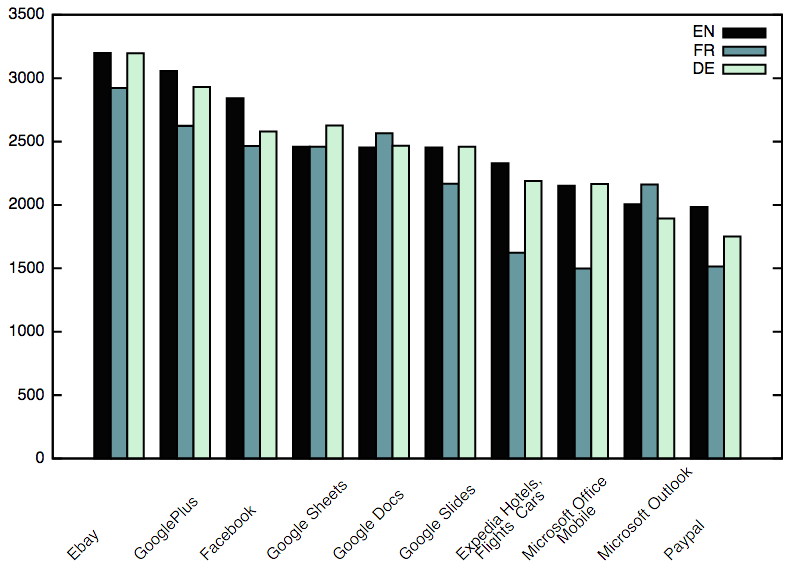 3500
3000
2500
2000
1500
1000
500
0
EN
FR
DE
Ebay
GooglePlus
Facebook
Google Sheets
Google Docs
Google Slides
Expedia Hotels,
Flights Cars
Microsoft Office
Mobile
Microsoft Outlook
Paypal